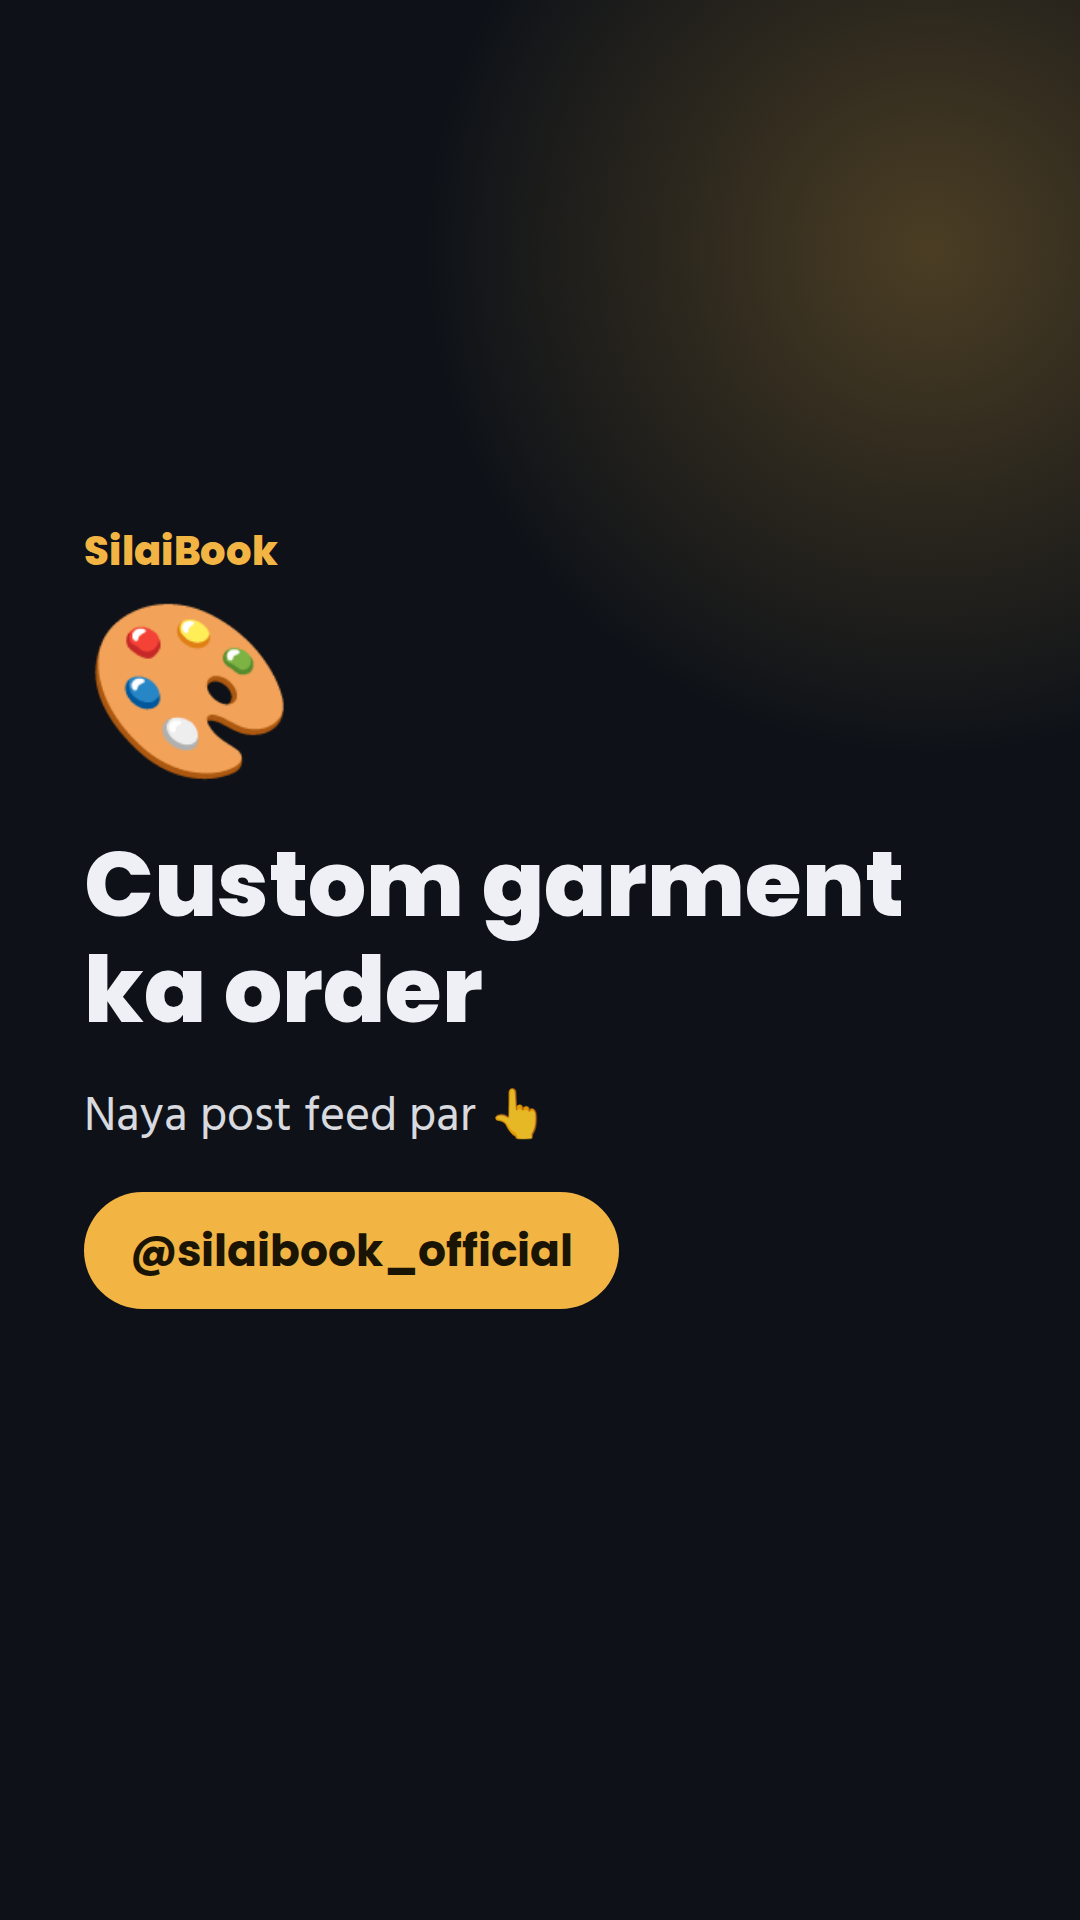 SilaiBook
Custom garment
ka order
Naya post feed par 👆
@silaibook_official